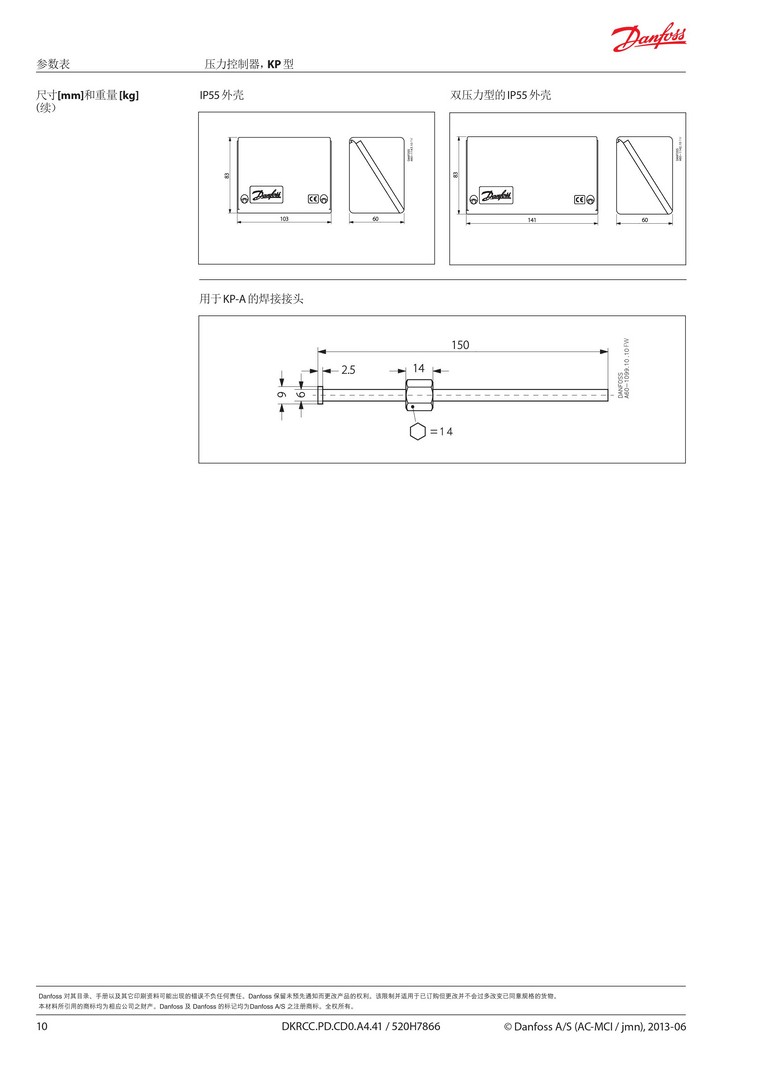 Danfoss
参数表
压力控制器，KP 型
尺寸[mm]和重量 [kg]
(续）
IP55 外壳
双压力型的 IP55 外壳
83
Danfoss
CE
103
60
83
Danfoss
CE
141
60
用于 KP-A 的焊接接头
150
2.5
14
9
6
=14
DANFOSS
A60-1099.10 .10 FW
Danfoss 对其目录、手册以及其它印刷资料可能出现的错误不负任何责任。Danfoss 保留未预先通知而更改产品的权利。该限制并适用于已订购但更改并不会过多改变已同意规格的货物。
本材料所引用的商标均为相应公司之财产。Danfoss 及 Danfoss 的标记均为Danfoss A/S 之注册商标。全权所有。
10
DKRCC.PD.CD0.A4.41 / 520H7866
© Danfoss A/S (AC-MCI / jmn), 2013-06